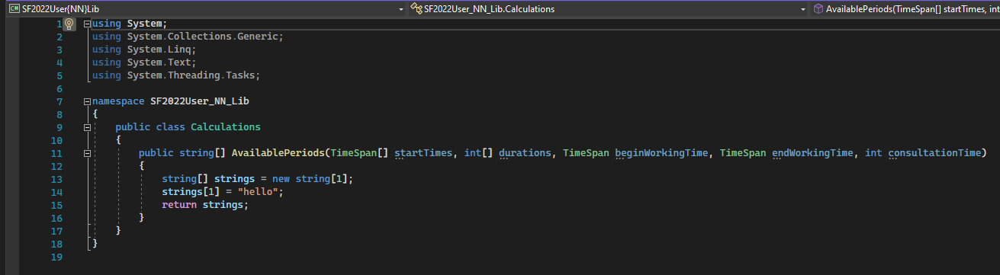 C# SF2022User{NN}Lib SF2022User_NN_Lib.Calculations AvailablePeriods(TimeSpan[] startTimes, int
1 using System;
2 using System.Collections.Generic;
3 using System.Linq;
4 using System.Text;
5 using System.Threading.Tasks;
6
7 namespace SF2022User_NN_Lib
8 {
9 public class Calculations
10 {
11 public string[] AvailablePeriods(TimeSpan[] startTimes, int[] durations, TimeSpan beginWorkingTime, TimeSpan endWorkingTime, int consultationTime)
12 {
13 string[] strings = new string[1];
14 strings[1] = "hello";
15 return strings;
16 }
17 }
18 }
19